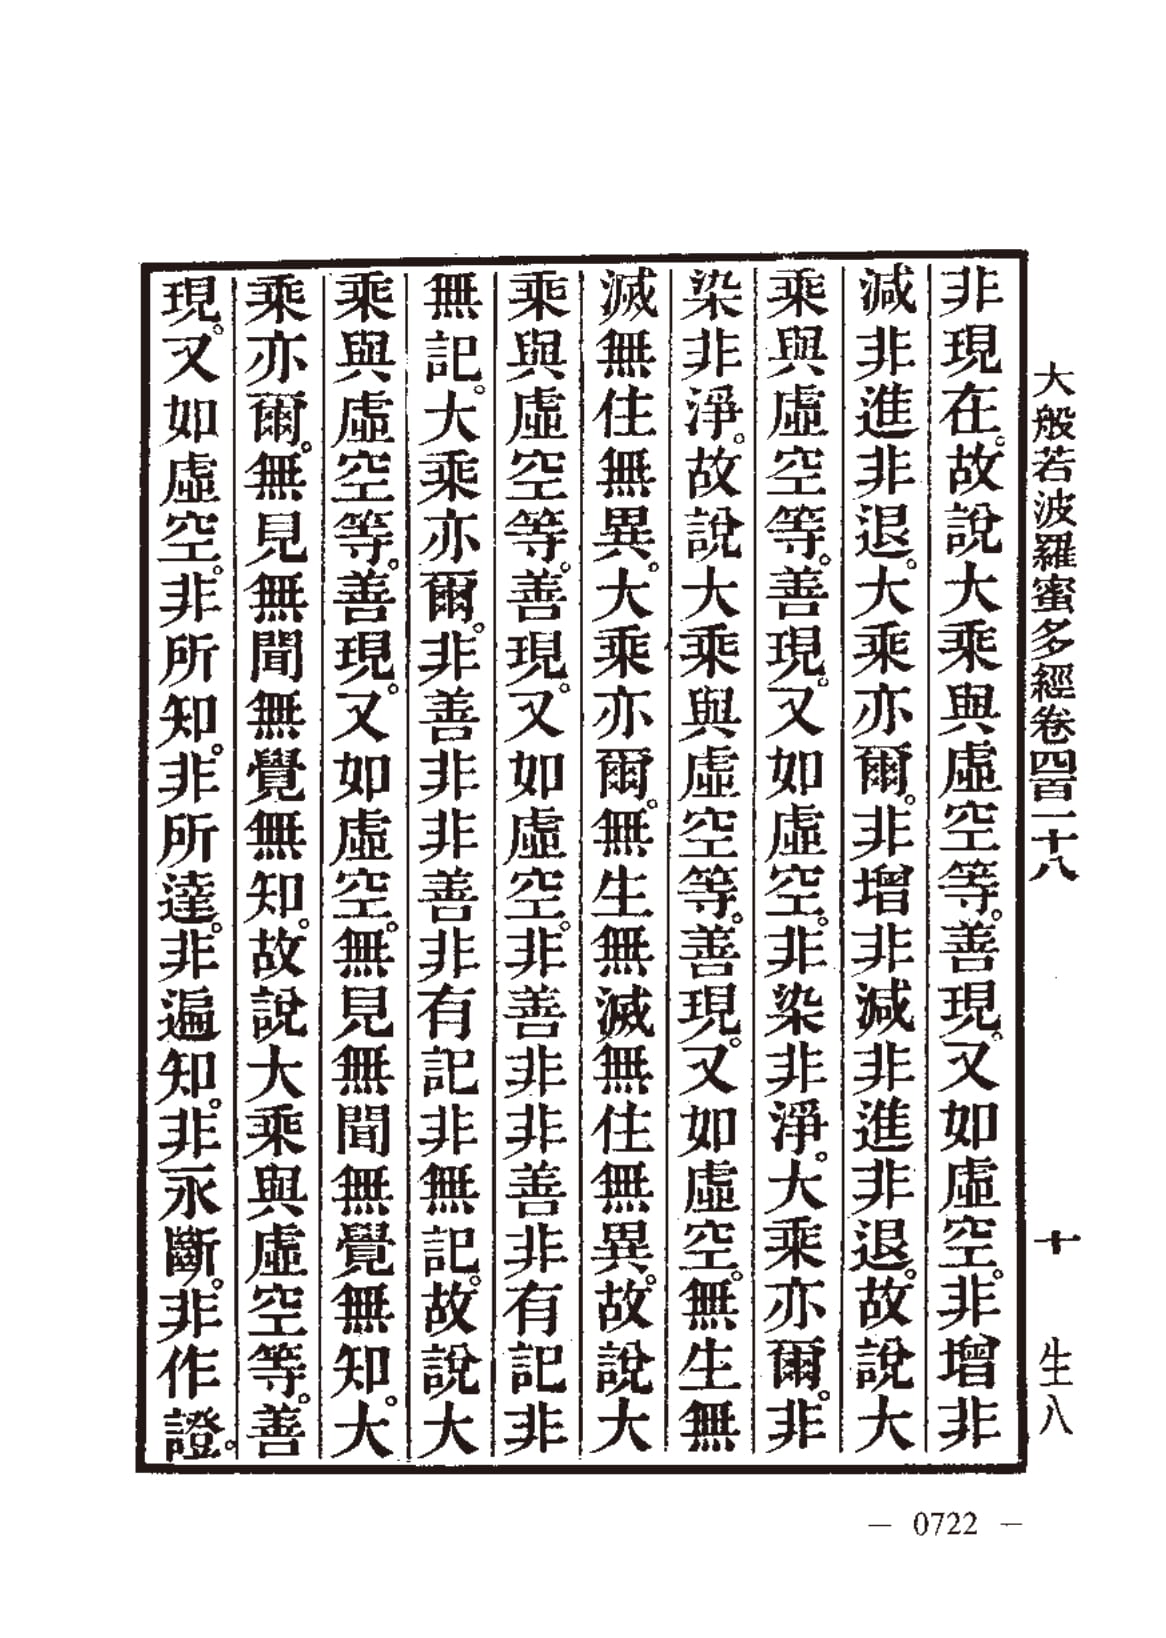 大般若波羅蜜多經卷四百一十八　十　生八
非現在。故說大乘與虛空等。善現。又如虛空。非增非
減非進非退。大乘亦爾。非增非減非進非退。故說大
乘與虛空等。善現。又如虛空。非染非淨。大乘亦爾。非
染非淨。故說大乘與虛空等。善現。又如虛空。無生無
滅無住無異。大乘亦爾。無生無滅無住無異。故說大
乘與虛空等。善現。又如虛空。非善非非善非有記非
無記。大乘亦爾。非善非非善非有記非無記。故說大
乘與虛空等。善現。又如虛空。無見無聞無覺無知。大
乘亦爾。無見無聞無覺無知。故說大乘與虛空等。善
現。又如虛空。非所知。非所達。非遍知。非永斷。非作證。
— 0722 —